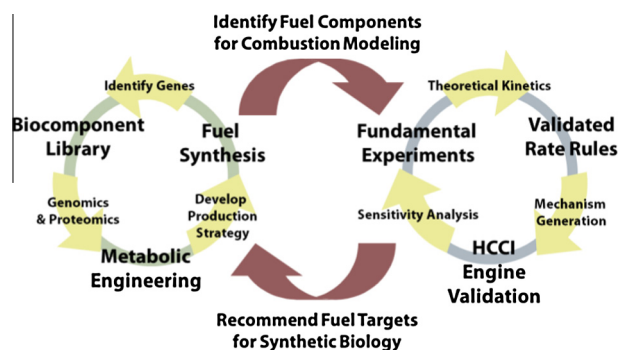 Identify Fuel Components
for Combustion Modeling
Identify Genes
Theoretical Kinetics
Biocomponent
Library
Fuel
Synthesis
Fundamental
Experiments
Validated
Rate Rules
Genomics
& Proteomics
Develop
Production
Strategy
Sensitivity Analysis
Mechanism
Generation
Metabolic
Engineering
HCCI
Engine
Validation
Recommend Fuel Targets
for Synthetic Biology